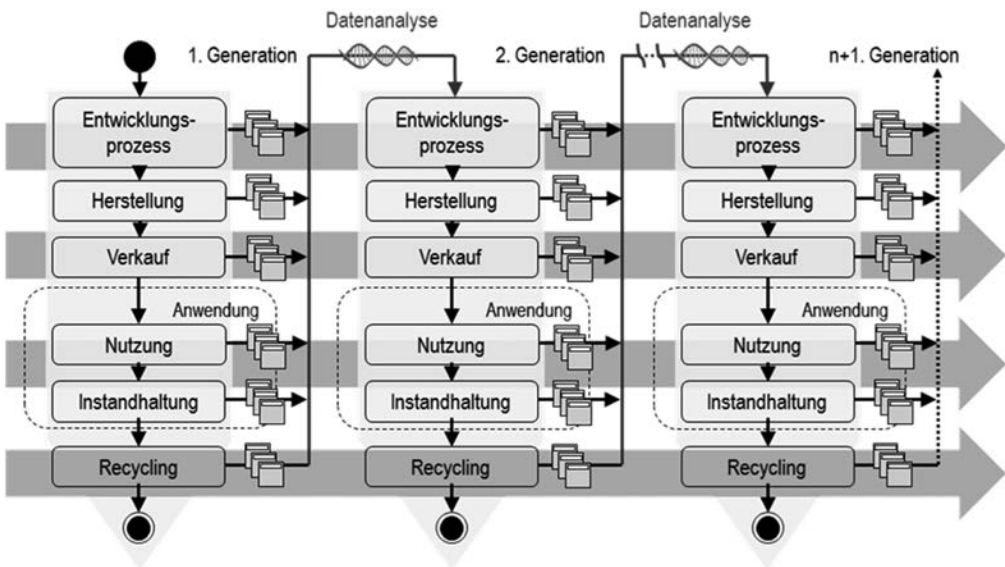 Datenanalyse
Datenanalyse
1. Generation
2. Generation
n+1. Generation
Entwicklungs-
prozess
Herstellung
Verkauf
Anwendung
Nutzung
Instandhaltung
Recycling
Entwicklungs-
prozess
Herstellung
Verkauf
Anwendung
Nutzung
Instandhaltung
Recycling
Entwicklungs-
prozess
Herstellung
Verkauf
Anwendung
Nutzung
Instandhaltung
Recycling